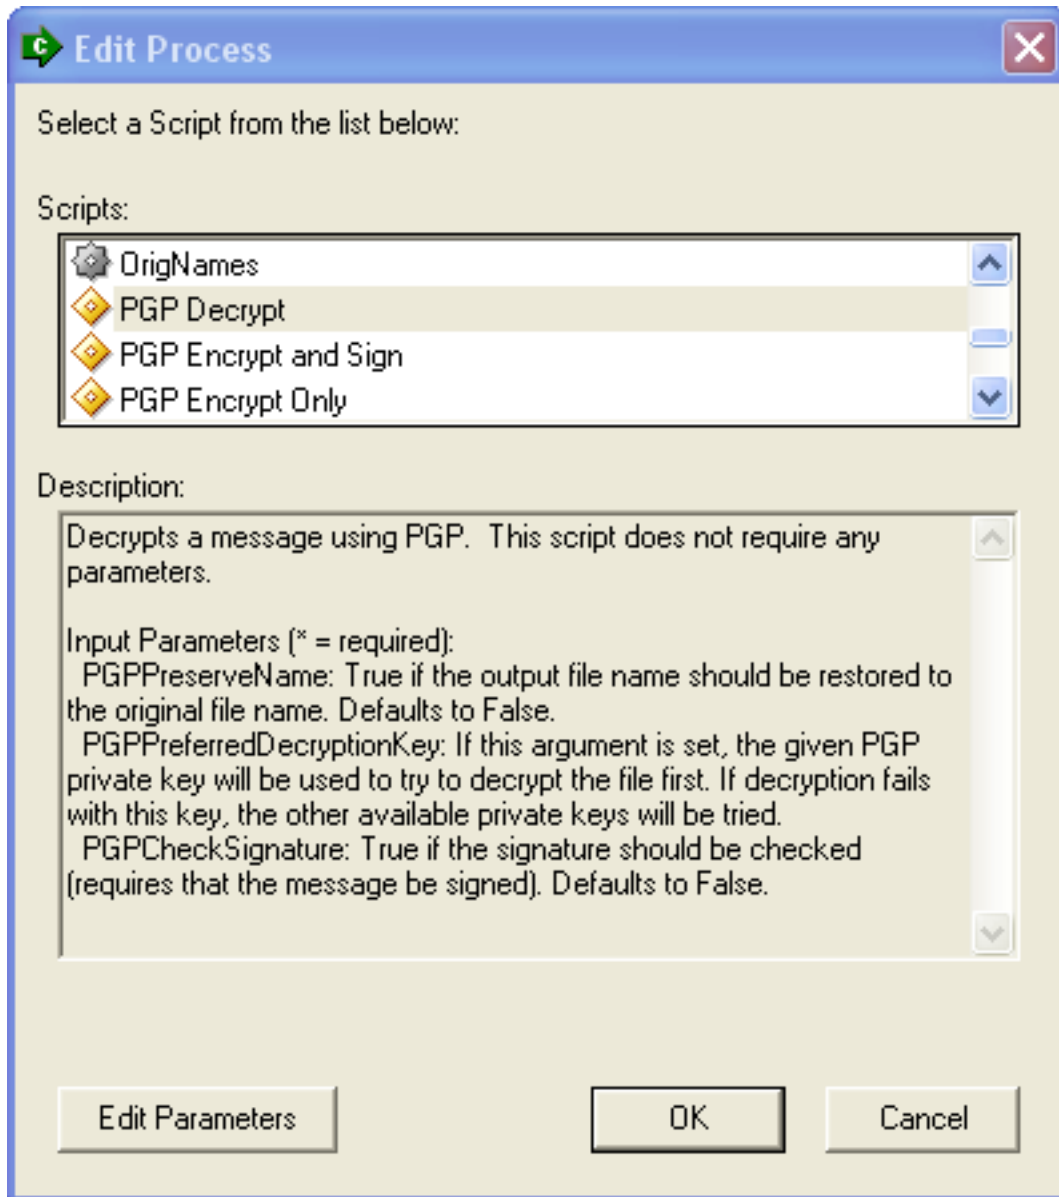 C
Edit Process
Select a Script from the list below:
Scripts:
OrigNames
PGP Decrypt
PGP Encrypt and Sign
PGP Encrypt Only
Description:
Decrypts a message using PGP.  This script does not require any
parameters.
Input Parameters (* = required):
PGPPreserveName: True if the output file name should be restored to
the original file name. Defaults to False.
PGPPreferredDecryptionKey: If this argument is set, the given PGP
private key will be used to try to decrypt the file first. If decryption fails
with this key, the other available private keys will be tried.
PGPCheckSignature: True if the signature should be checked
(requires that the message be signed). Defaults to False.
Edit Parameters
OK
Cancel